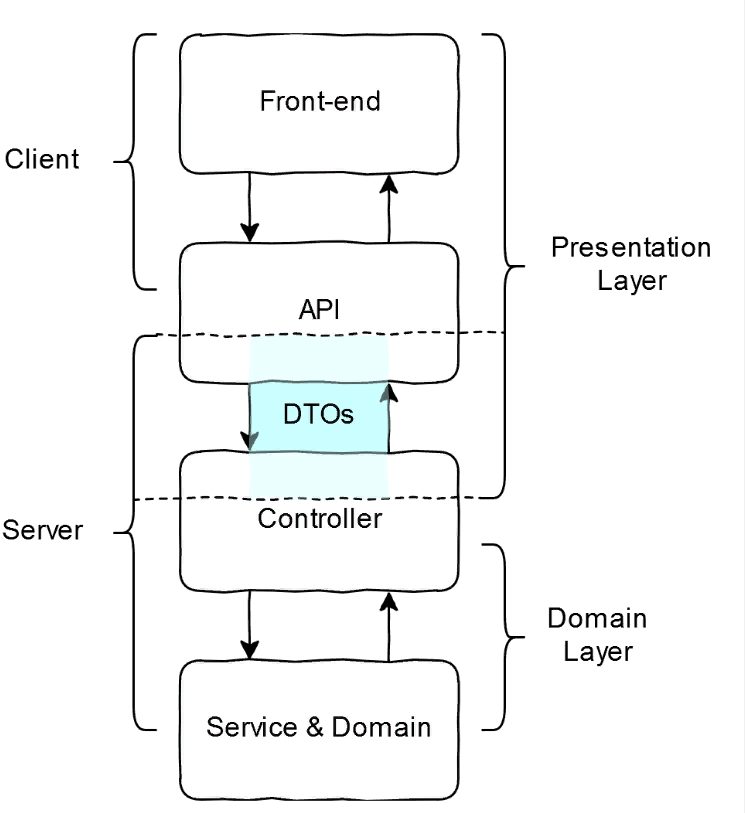 Front-end
Client
Presentation
Layer
API
DTOs
Controller
Server
Domain
Layer
Service & Domain